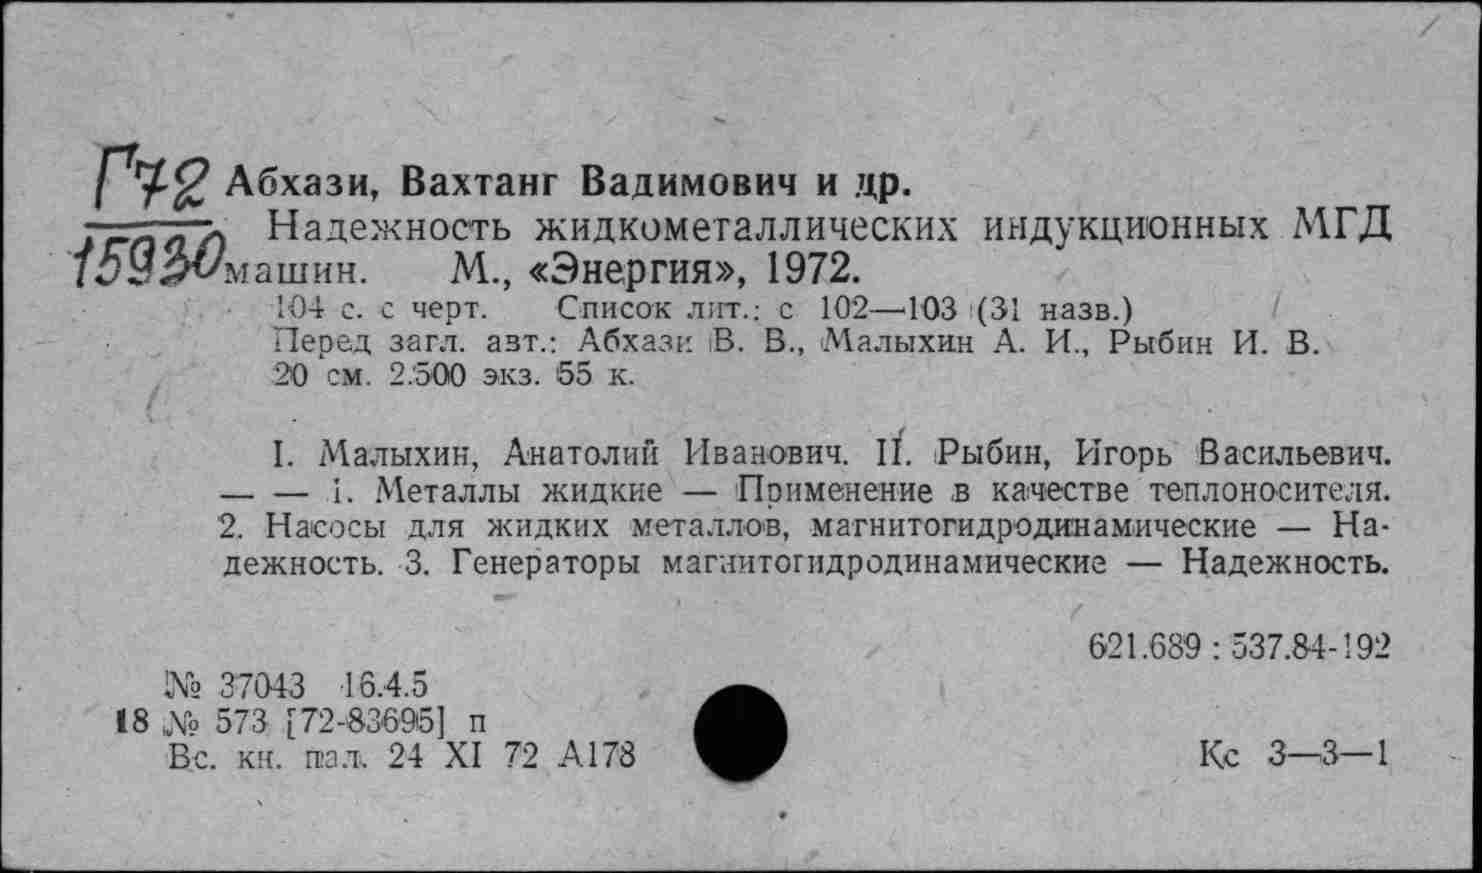 Г72 Абхази, Вахтанг Вадимович и др.
15930 Надежность жидкометаллических индукционных МГД
машин. М., «Энергия», 1972.
104 с. с черт. Список лит.: с 102—103 (31 назв.)
Перед загл. авт.: Абхази В. В., Малыхин А. И., Рыбин И. В.
20 см. 2.500 экз. 55 к.
I. Малыхин, Анатолий Иванович. II. Рыбин, Игорь Васильевич.
— — 1. Металлы жидкие — Применение в качестве теплоносителя.
2. Насосы для жидких металлов, магнитогидродинамические — На-
дежность. 3. Генераторы магнитогидродинамические — Надежность.
621.689 : 537.84-192
№ 37043 16.4.5
18 № 573 [72-83695] п
Вс. кн. пал. 24 XI 72 А178
Кс 3—3—1